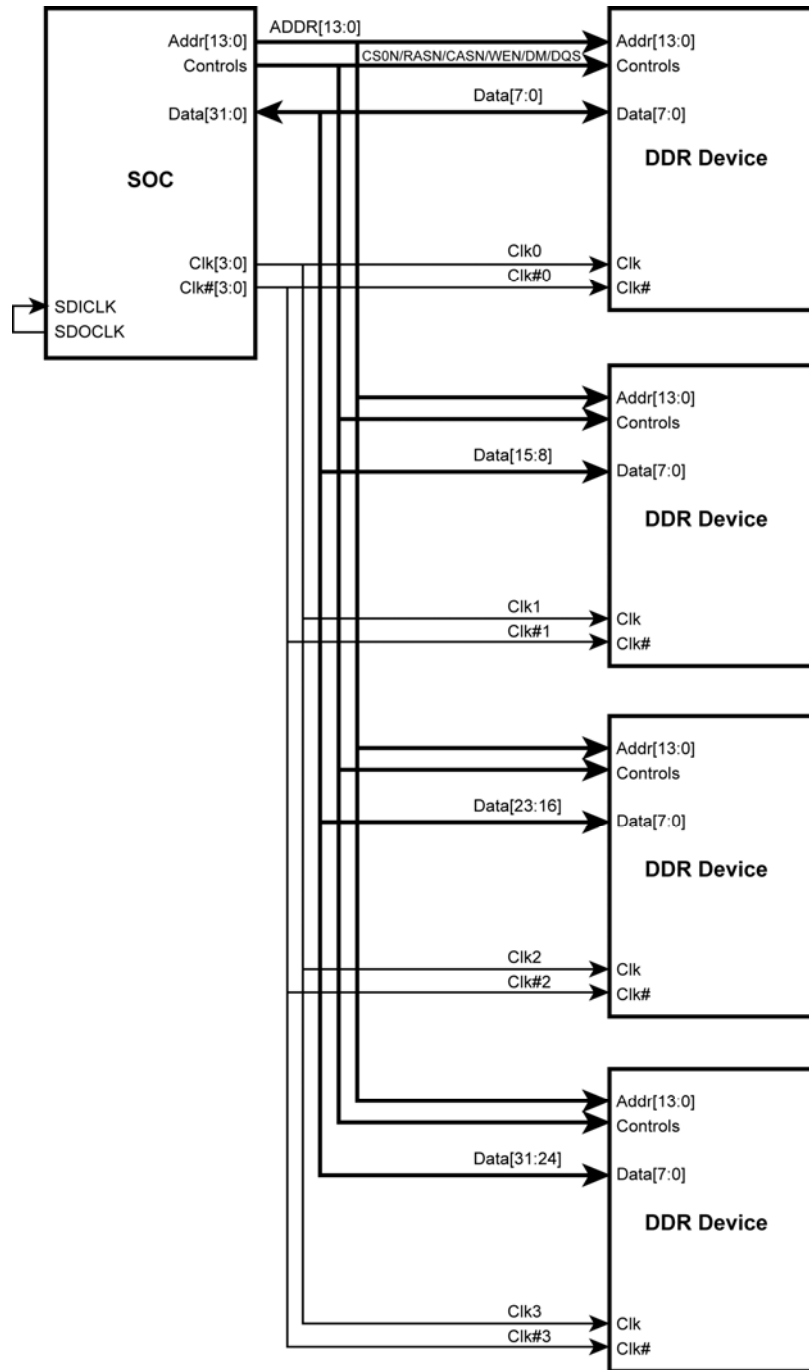 ADDR[13:0]
Addr[13:0]
Controls
Data[31:0]
SOC
Clk[3:0]
Clk#[3:0]
SDICLK
SDOCLK
CS0N/RASN/CASN/WEN/DM/DQS
Data[7:0]
Clk0
Clk#0
Addr[13:0]
Controls
Data[7:0]
DDR Device
Clk
Clk#
Data[15:8]
Clk1
Clk#1
Addr[13:0]
Controls
Data[7:0]
DDR Device
Clk
Clk#
Data[23:16]
Clk2
Clk#2
Addr[13:0]
Controls
Data[7:0]
DDR Device
Clk
Clk#
Data[31:24]
Clk3
Clk#3
Addr[13:0]
Controls
Data[7:0]
DDR Device
Clk
Clk#